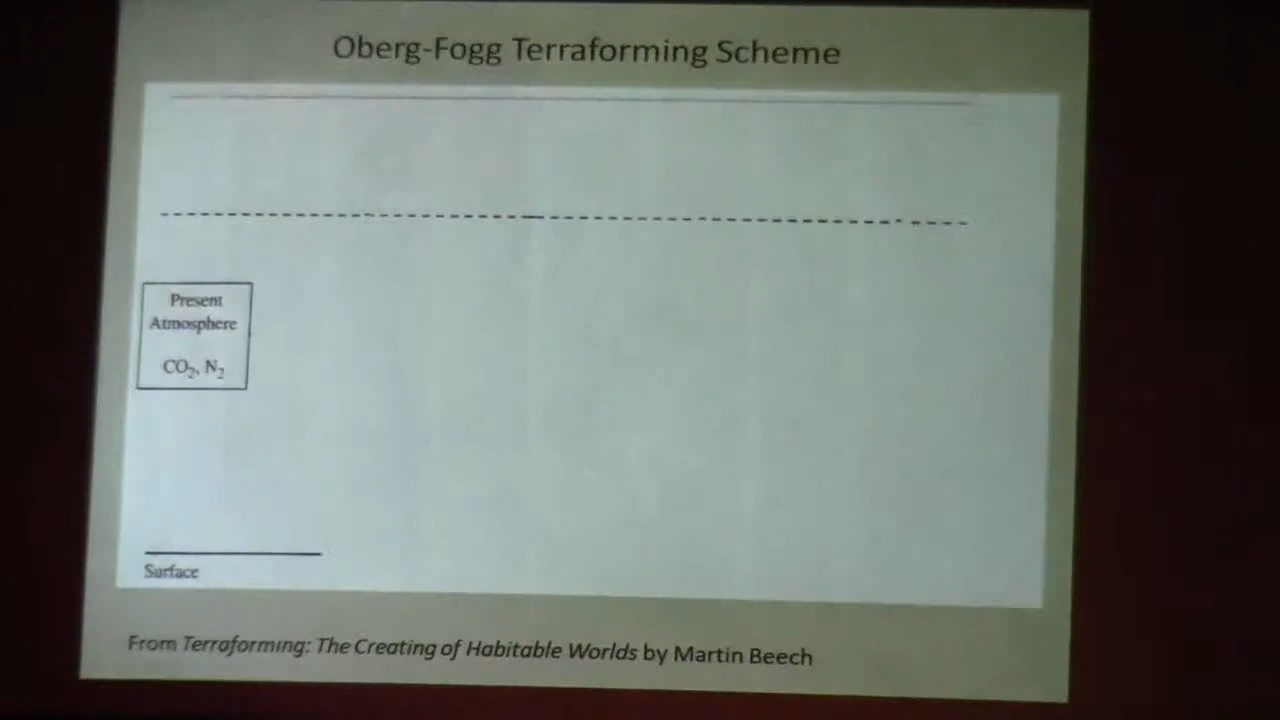 Oberg-Fogg Terraforming Scheme
Present
Atmosphere
CO₂, N₂
Surface
From Terraforming: The Creating of Habitable Worlds by Martin Beech